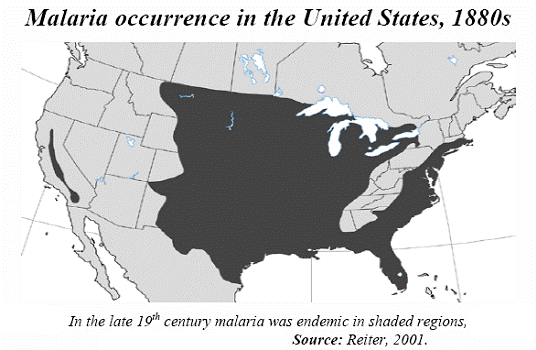 Malaria occurrence in the United States, 1880s
In the late 19th century malaria was endemic in shaded regions,
Source: Reiter, 2001.